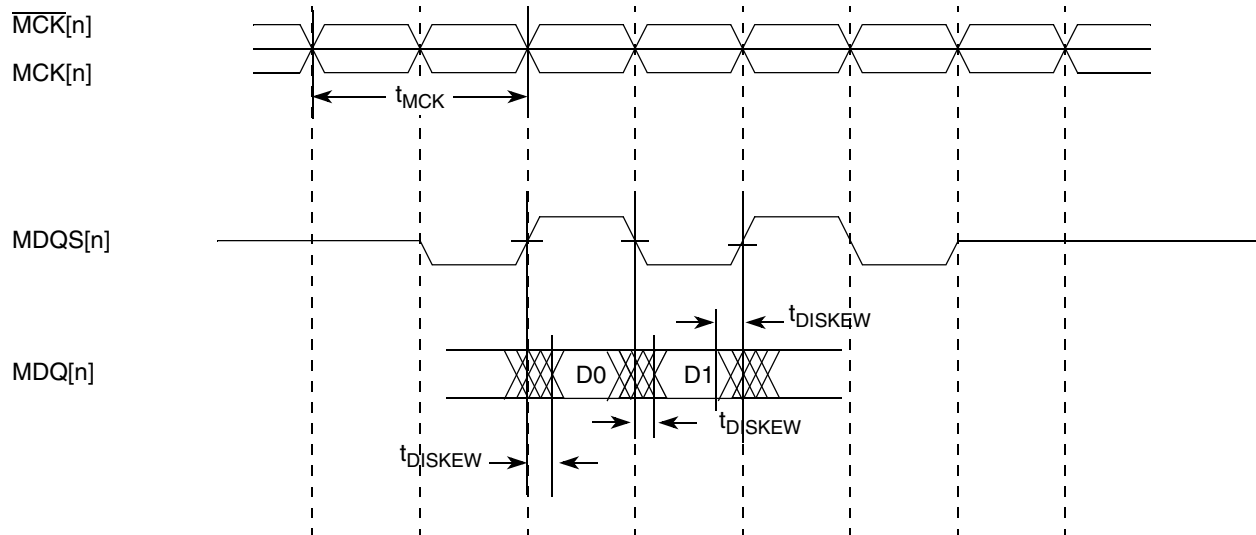 MCK[n]
MCK[n]
tMCK
MDQS[n]
tDISKEW
MDQ[n]
D0
D1
tDISKEW
tDISKEW